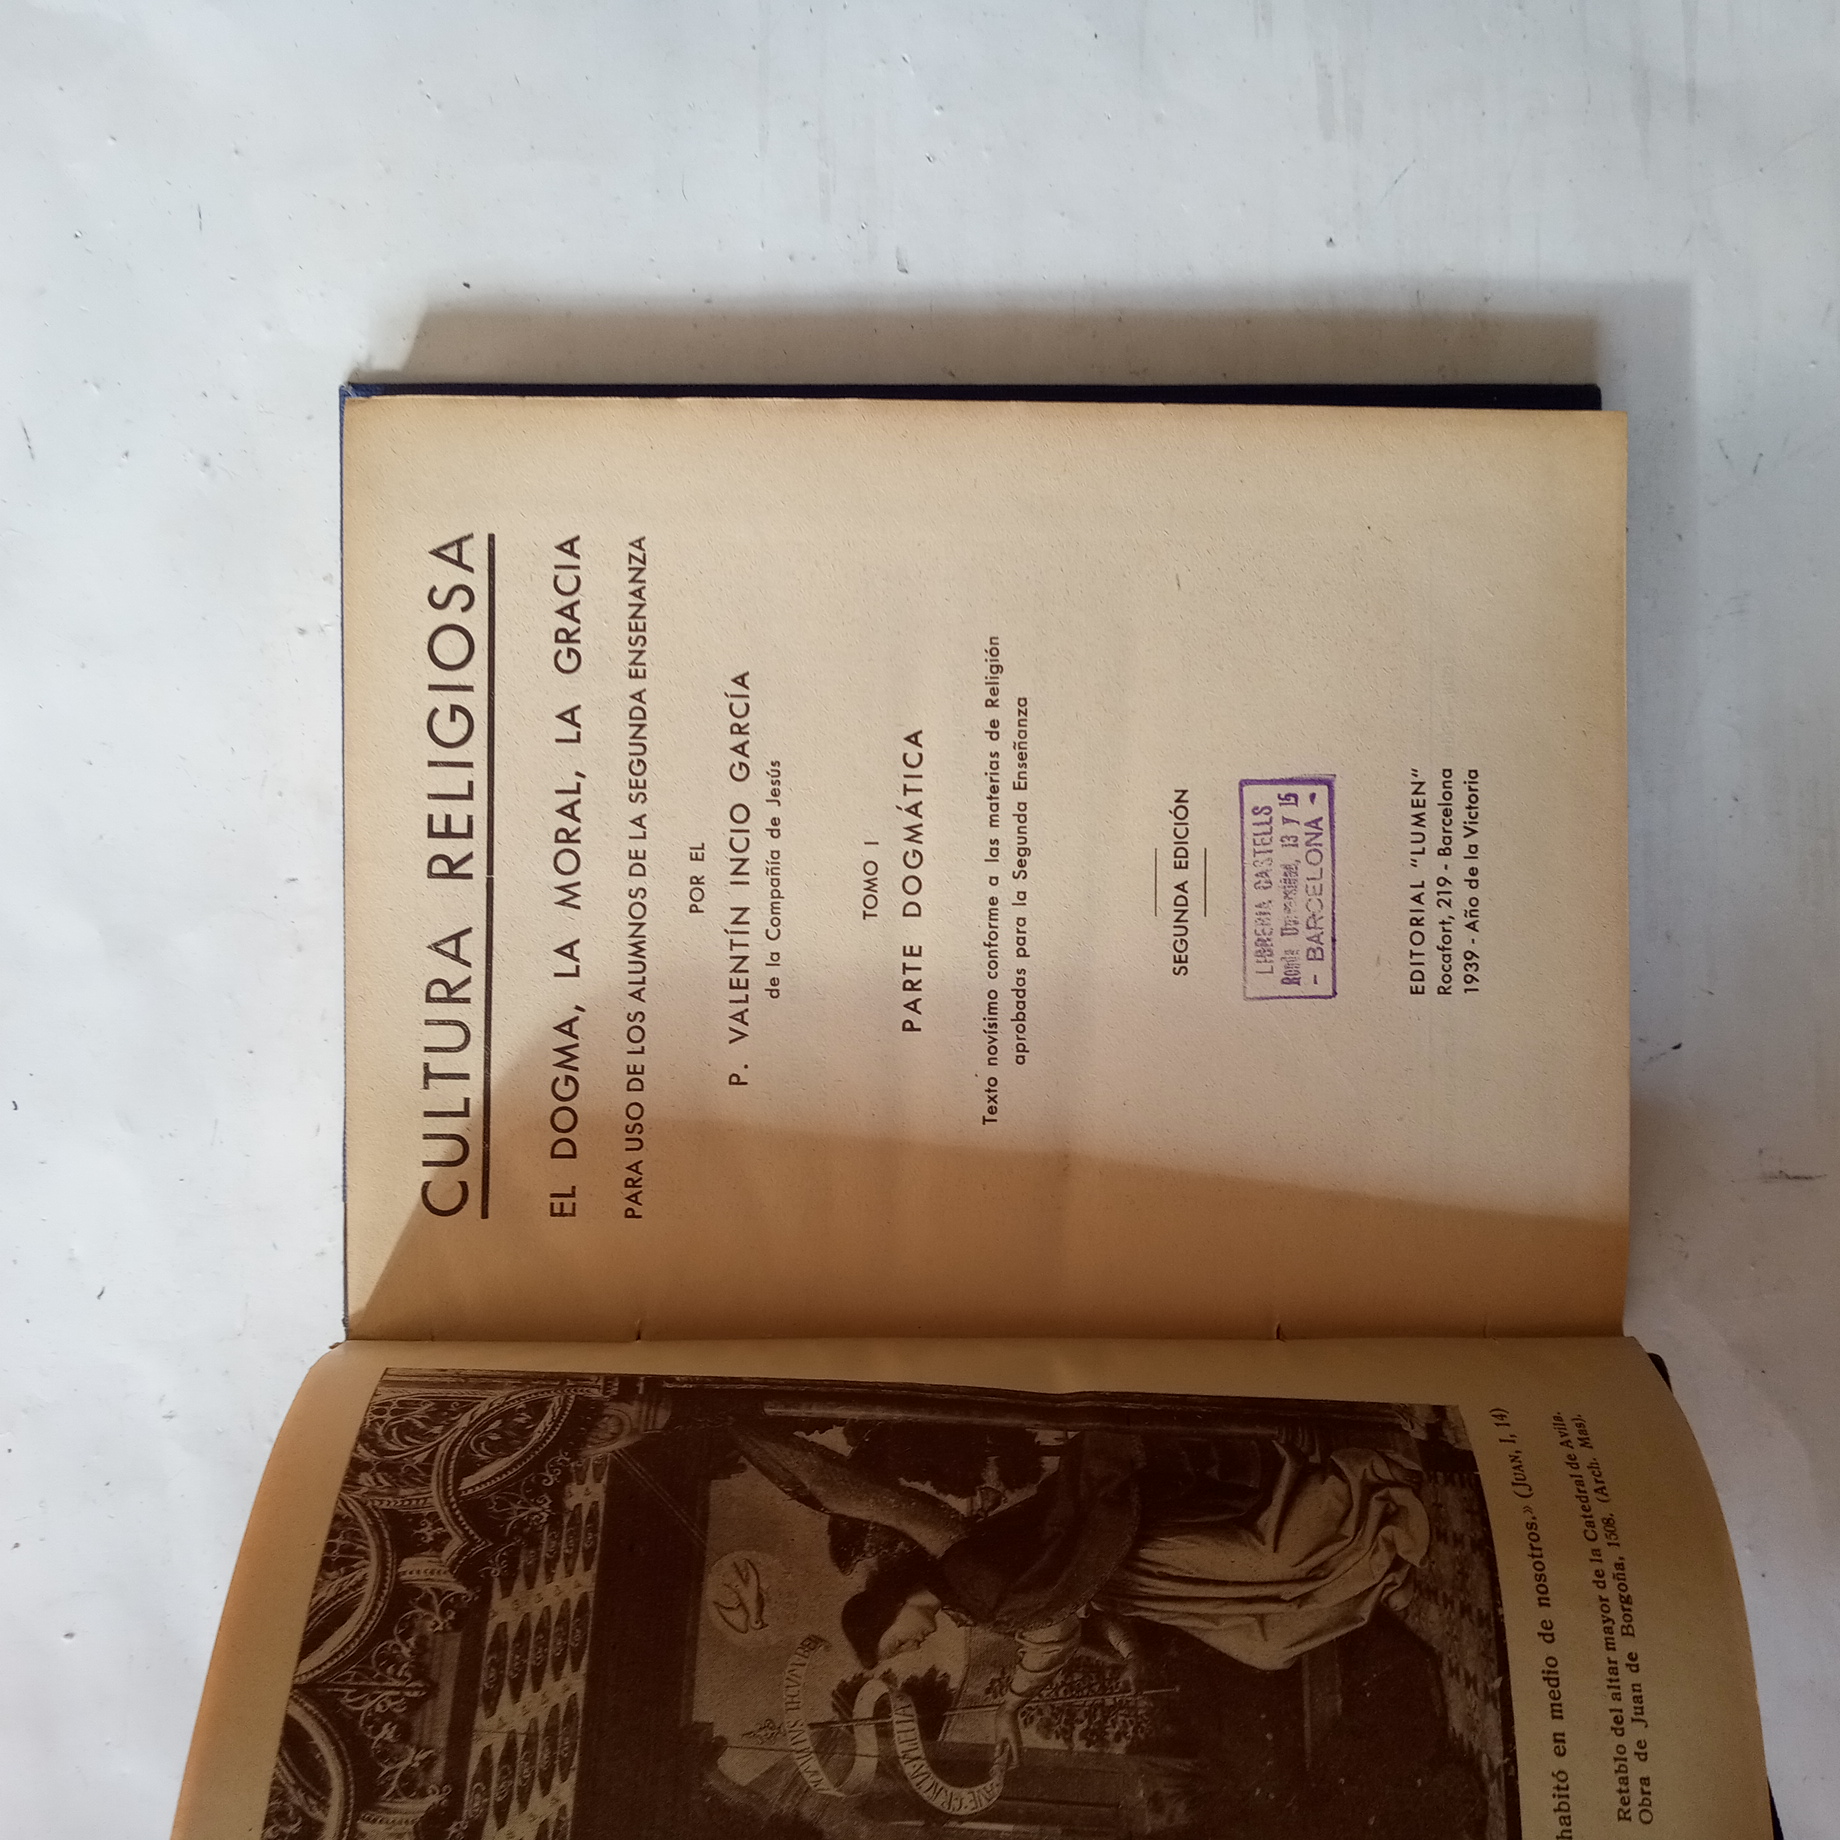 CULTURA RELIGIOSA
EL DOGMA, LA MORAL, LA GRACIA
PARA USO DE LOS ALUMNOS DE LA SEGUNDA ENSENANZA
POR EL
P. VALENTÍN INCIO GARCÍA
de la Compañía de Jesús
TOMO I
PARTE DOGMÁTICA
Texto novísimo conforme a las materias de Religión
aprobadas para la Segunda Enseñanza
SEGUNDA EDICIÓN
LIBRERIA CASTELLS
Ronda 13 y 15
- BARCELONA -
EDITORIAL "LUMEN"
Rocafort, 219 - Barcelona
1939 - Año de la Victoria
habitó en medio de nosotros.» (JUAN, I, 14)
Retablo del altar mayor de la Catedral de Avila.
Obra de Juan de Borgoña, 1508. (Arch. Mas).